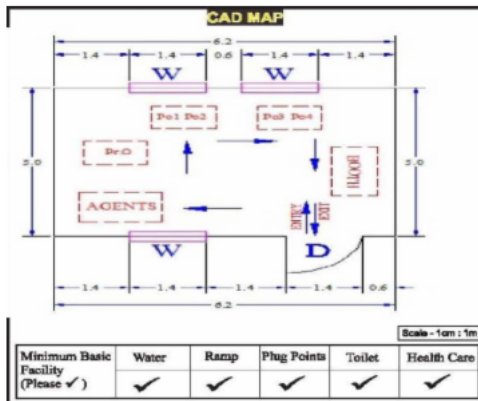 CAD MAP
6.2
1.4 1.4 0.6 1.4 1.4
W W
Po1 Po2 Po3 Po4
Pr.O
BOOTH
5.0 5.0
AGENTS
ENTRY EXIT
W D
1.4 1.4 1.4 1.4 0.6
6.2
Scale - 1cm : 1m
Minimum Basic Facility (Please ✓) Water Ramp Plug Points Toilet Health Care
✓ ✓ ✓ ✓ ✓